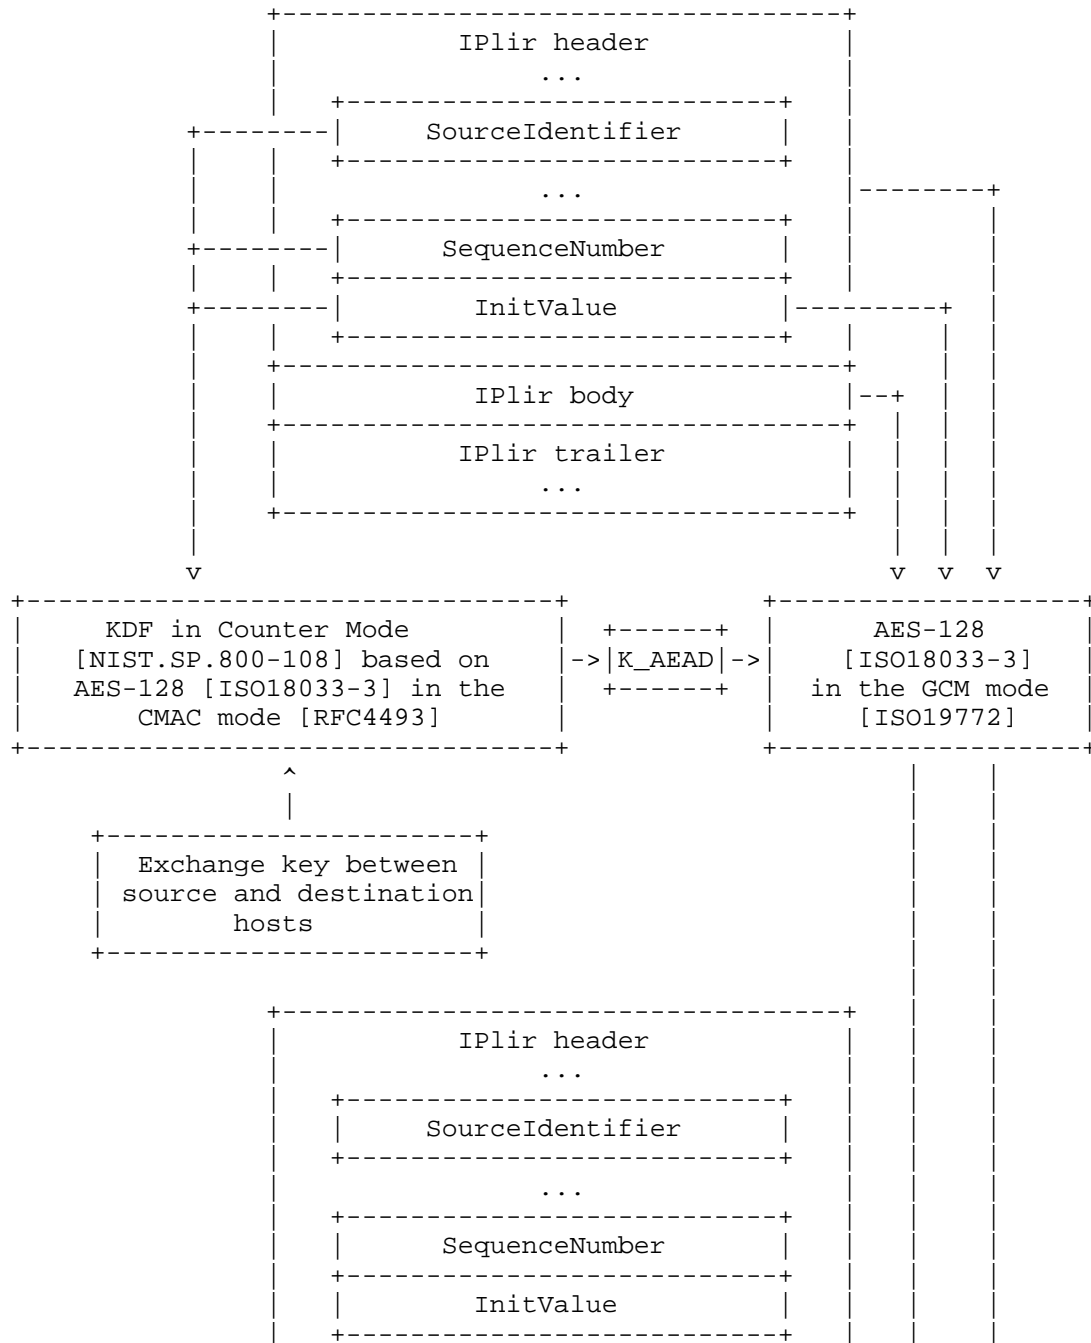 IPlir header
...
SourceIdentifier
...
SequenceNumber
InitValue
IPlir body
IPlir trailer
...
KDF in Counter Mode
[NIST.SP.800-108] based on
AES-128 [ISO18033-3] in the
CMAC mode [RFC4493]
K_AEAD
AES-128
[ISO18033-3]
in the GCM mode
[ISO19772]
Exchange key between
source and destination
hosts
IPlir header
...
SourceIdentifier
...
SequenceNumber
InitValue